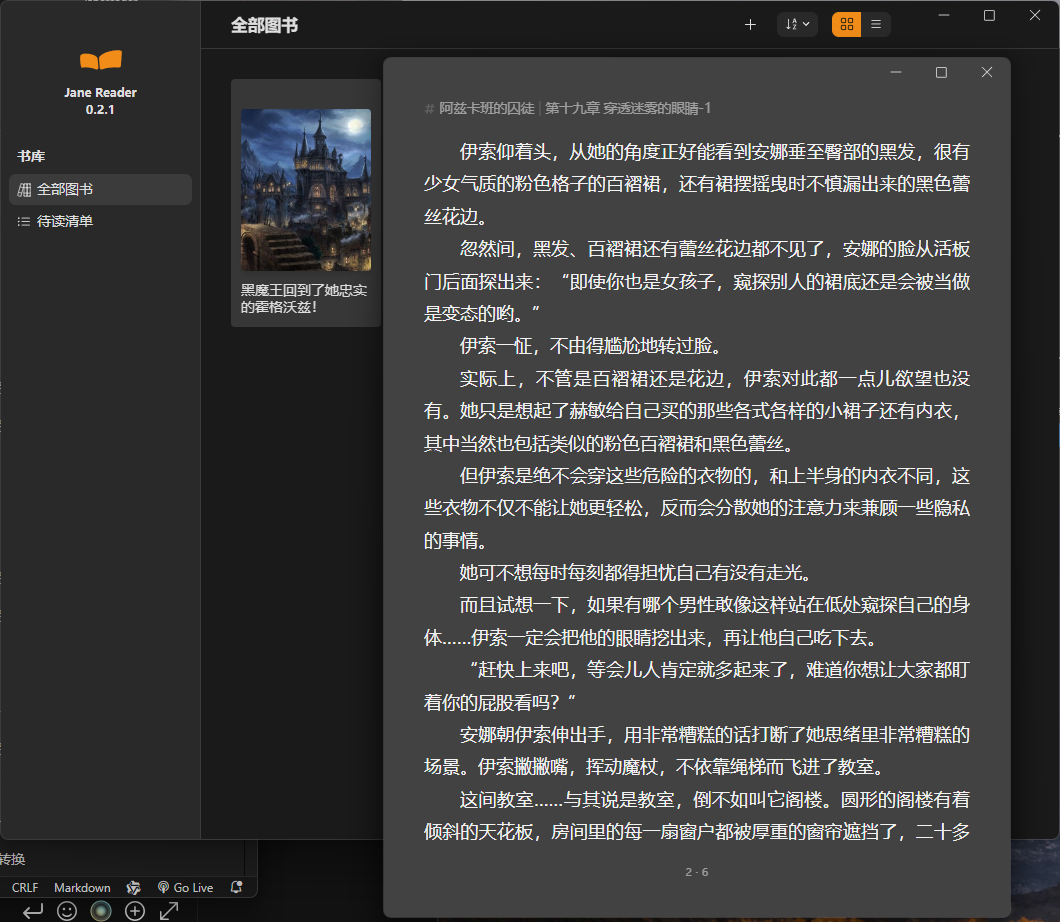 全部图书
Jane Reader
0.2.1
书库
全部图书
待读清单
黑魔王回到了她忠实
的霍格沃兹！
# 阿兹卡班的囚徒 | 第十九章 穿透迷雾的眼睛-1
伊索仰着头，从她的角度正好能看到安娜垂至臀部的黑发，很有
少女气质的粉色格子的百褶裙，还有裙摆摇曳时不慎漏出来的黑色蕾
丝花边。
忽然间，黑发、百褶裙还有蕾丝花边都不见了，安娜的脸从活板
门后面探出来：“即使你也是女孩子，窥探别人的裙底还是会被当做
是变态的哟。”
伊索一怔，不由得尴尬地转过脸。
实际上，不管是百褶裙还是花边，伊索对此都一点儿欲望也没
有。她只是想起了赫敏给自己买的那些各式各样的小裙子还有内衣，
其中当然也包括类似的粉色百褶裙和黑色蕾丝。
但伊索是绝不会穿这些危险的衣物的，和上半身的内衣不同，这
些衣物不仅不能让她更轻松，反而会分散她的注意力来兼顾一些隐私
的事情。
她可不想每时每刻都得担忧自己有没有走光。
而且试想一下，如果有哪个男性敢像这样站在低处窥探自己的身
体……伊索一定会把他的眼睛挖出来，再让他自己吃下去。
“赶快上来吧，等会儿人肯定就多起来了，难道你想让大家都盯
着你的屁股看吗？”
安娜朝伊索伸出手，用非常糟糕的话打断了她思绪里非常糟糕的
场景。伊索撇撇嘴，挥动魔杖，不依靠绳梯而飞进了教室。
这间教室……与其说是教室，倒不如叫它阁楼。圆形的阁楼有着
倾斜的天花板，房间里的每一扇窗户都被厚重的窗帘遮挡了，二十多
2 · 6
转换
CRLF Markdown Go Live